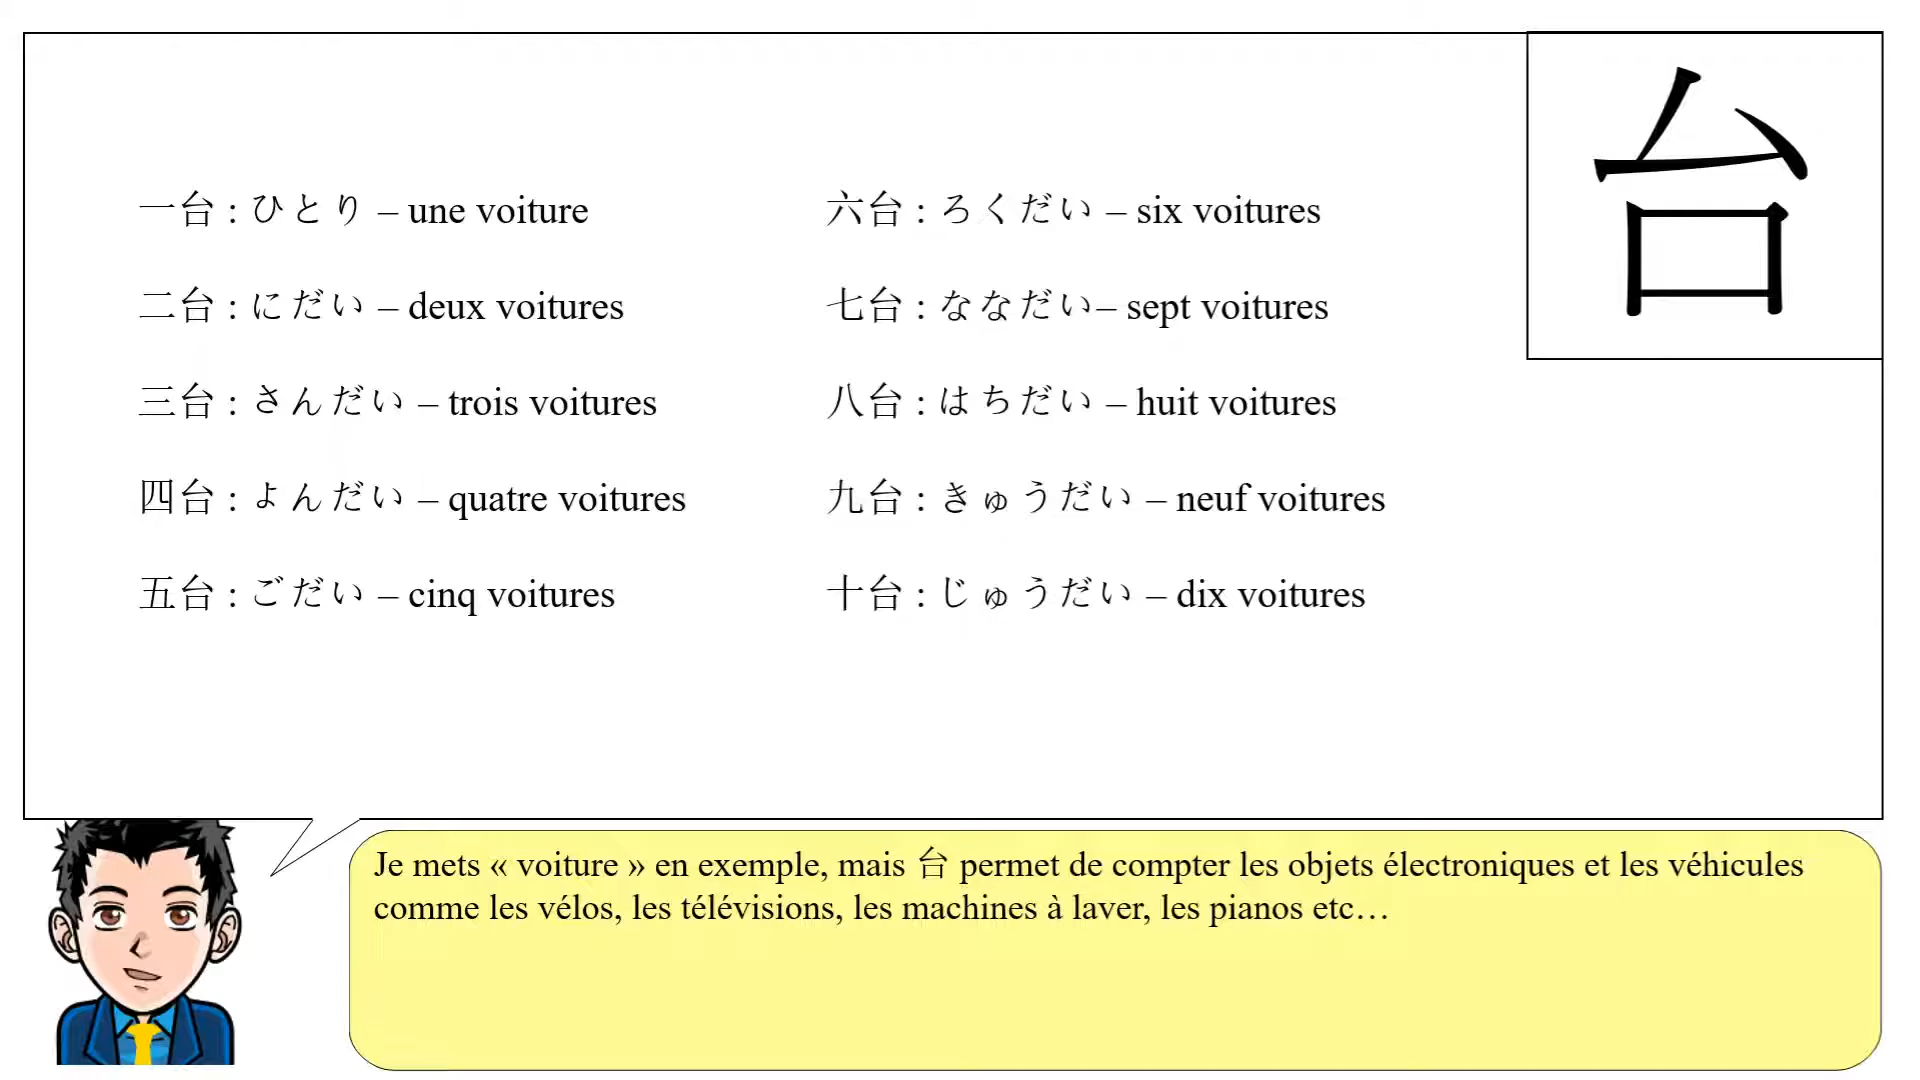 台
一台 : ひとり – une voiture
二台 : にだい – deux voitures
三台 : さんだい – trois voitures
四台 : よんだい – quatre voitures
五台 : ごだい – cinq voitures
六台 : ろくだい – six voitures
七台 : ななだい– sept voitures
八台 : はちだい – huit voitures
九台 : きゅうだい – neuf voitures
十台 : じゅうだい – dix voitures
Je mets « voiture » en exemple, mais 台 permet de compter les objets électroniques et les véhicules
comme les vélos, les télévisions, les machines à laver, les pianos etc…